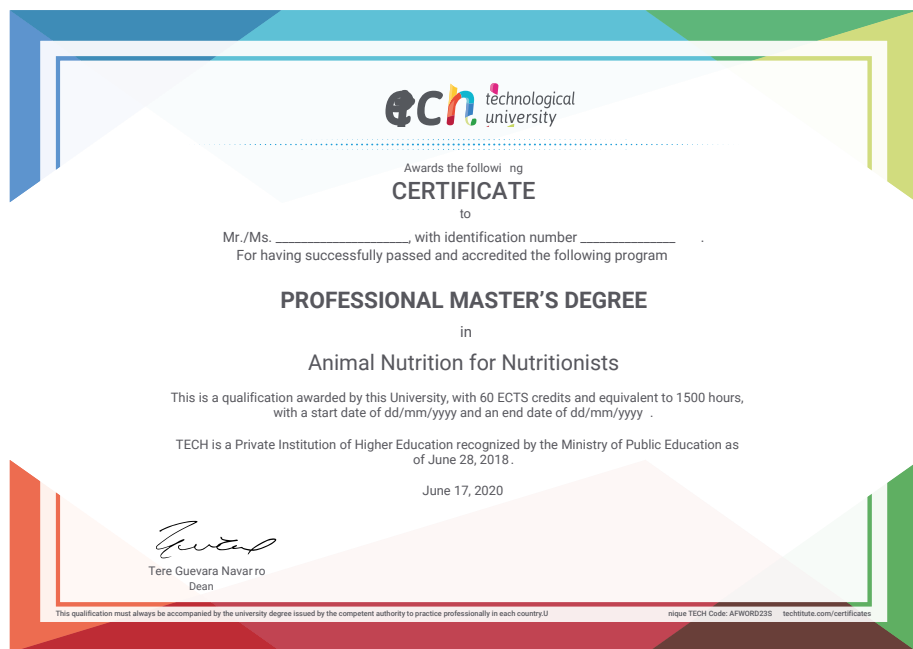 tech technological
university
Awards the followi ng
CERTIFICATE
to
Mr./Ms. ____________________, with identification number ______________ .
For having successfully passed and accredited the following program
PROFESSIONAL MASTER’S DEGREE
in
Animal Nutrition for Nutritionists
This is a qualification awarded by this University, with 60 ECTS credits and equivalent to 1500 hours,
with a start date of dd/mm/yyyy and an end date of dd/mm/yyyy .
TECH is a Private Institution of Higher Education recognized by the Ministry of Public Education as
of June 28, 2018.
June 17, 2020
Tere Guevara Navar ro
Dean
This qualification must always be accompanied by the university degree issued by the competent authority to practice professionally in each country.U nique TECH Code: AFWORD23S techtitute.com/certificates